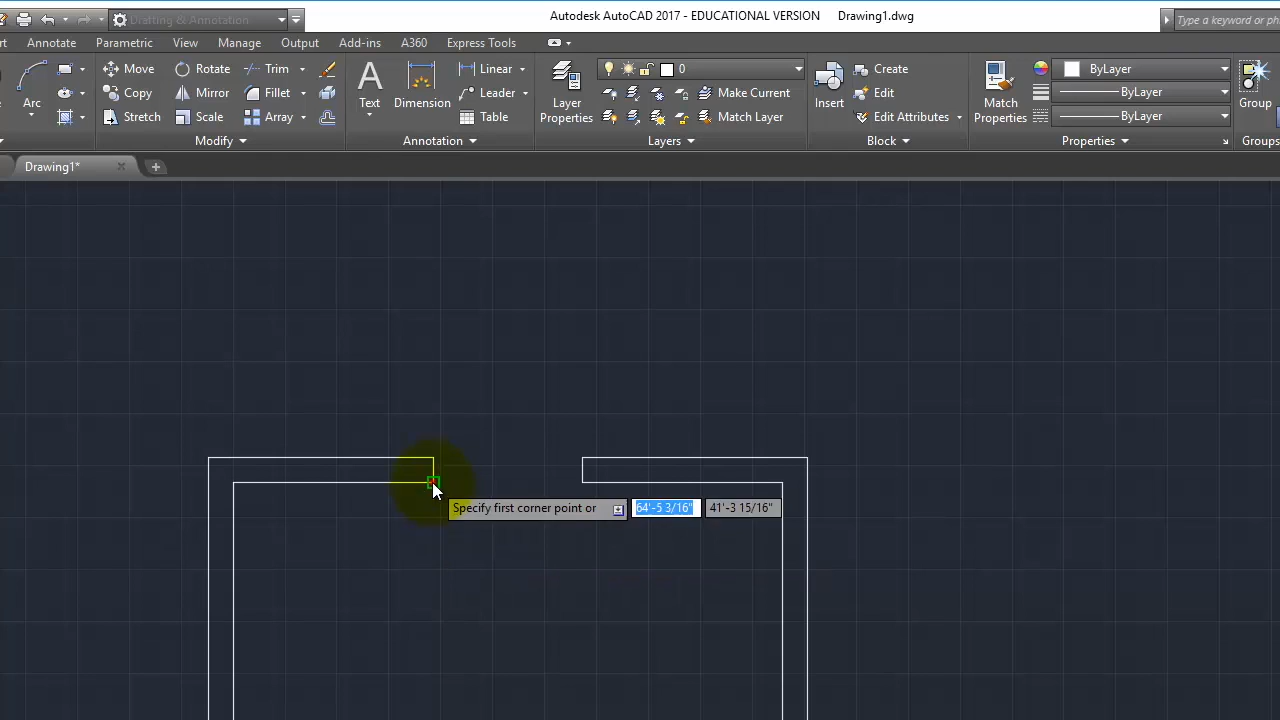 Drafting & Annotation
Autodesk AutoCAD 2017 - EDUCATIONAL VERSION Drawing1.dwg
Type a keyword or ph
rt Annotate Parametric View Manage Output Add-ins A360 Express Tools
Move Rotate Trim Linear 0 Create ByLayer
Arc Copy Mirror Fillet Text Dimension Leader Layer Properties Make Current Insert Edit Match Properties ByLayer Group
Stretch Scale Array Table Match Layer Edit Attributes ByLayer
Modify Annotation Layers Block Properties Groups
Drawing1*
Specify first corner point or 64'-5 3/16" 41'-3 15/16"